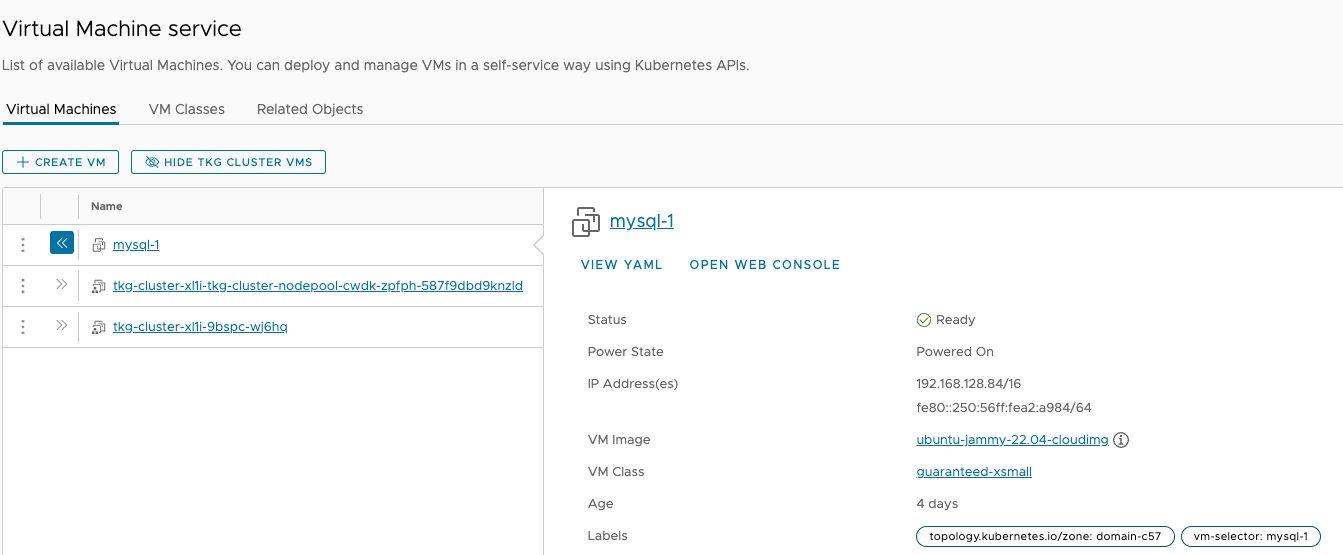 Virtual Machine service
List of available Virtual Machines. You can deploy and manage VMs in a self-service way using Kubernetes APIs.
Virtual Machines VM Classes Related Objects
CREATE VM HIDE TKG CLUSTER VMS
Name
mysql-1
tkg-cluster-xl1i-tkg-cluster-nodepool-cwdk-zpfph-587f9dbd9knzld
tkg-cluster-xl1i-9bspc-wj6hq
mysql-1
VIEW YAML OPEN WEB CONSOLE
Status Ready
Power State Powered On
IP Address(es) 192.168.128.84/16
fe80::250:56ff:fea2:a984/64
VM Image ubuntu-jammy-22.04-cloudimg
VM Class guaranteed-xsmall
Age 4 days
Labels topology.kubernetes.io/zone: domain-c57 vm-selector: mysql-1